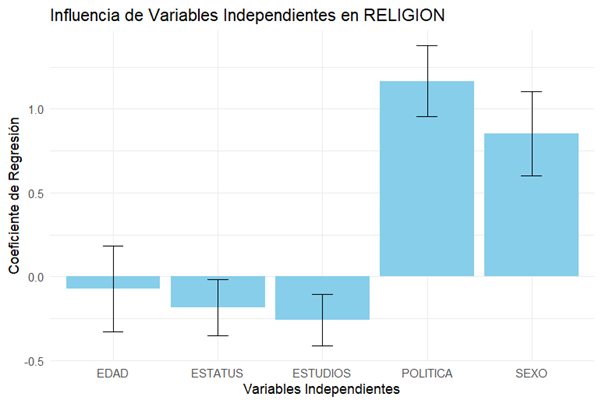 Influencia de Variables Independientes en RELIGION
Coeficiente de Regresión
1.0
0.5
0.0
-0.5
EDAD ESTATUS ESTUDIOS POLITICA SEXO
Variables Independientes